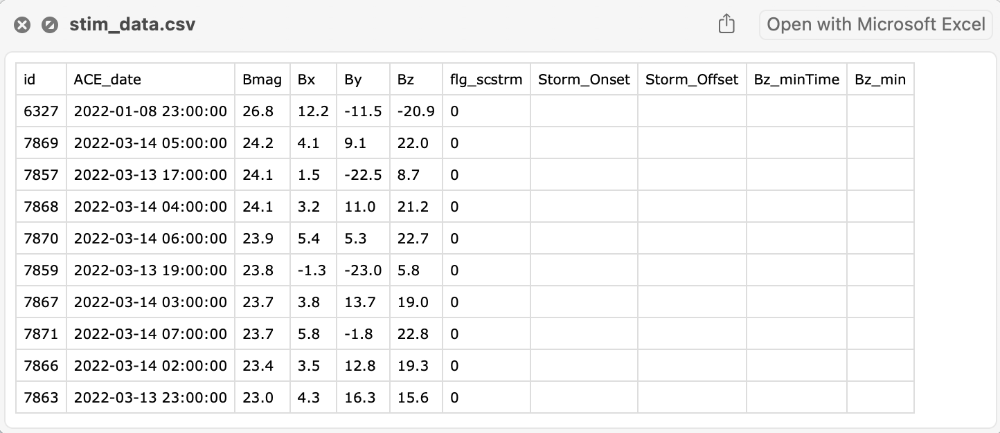 stim_data.csv Open with Microsoft Excel
id ACE_date Bmag Bx By Bz flg_scstrm Storm_Onset Storm_Offset Bz_minTime Bz_min
6327 2022-01-08 23:00:00 26.8 12.2 -11.5 -20.9 0
7869 2022-03-14 05:00:00 24.2 4.1 9.1 22.0 0
7857 2022-03-13 17:00:00 24.1 1.5 -22.5 8.7 0
7868 2022-03-14 04:00:00 24.1 3.2 11.0 21.2 0
7870 2022-03-14 06:00:00 23.9 5.4 5.3 22.7 0
7859 2022-03-13 19:00:00 23.8 -1.3 -23.0 5.8 0
7867 2022-03-14 03:00:00 23.7 3.8 13.7 19.0 0
7871 2022-03-14 07:00:00 23.7 5.8 -1.8 22.8 0
7866 2022-03-14 02:00:00 23.4 3.5 12.8 19.3 0
7863 2022-03-13 23:00:00 23.0 4.3 16.3 15.6 0